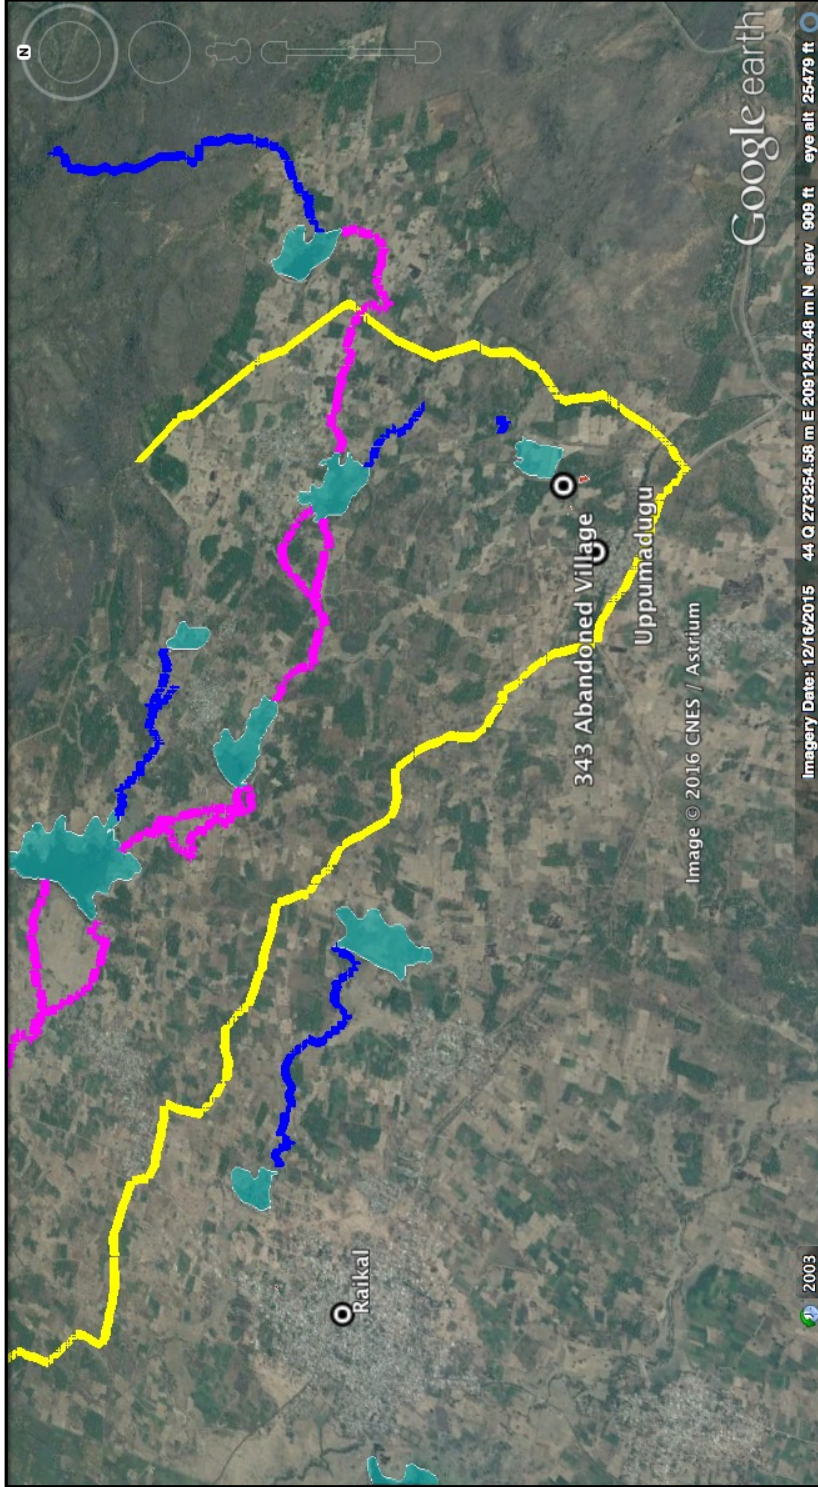 N
Raikal
343 Abandoned Village
Uppumadugu
Image © 2016 CNES / Astrium
Google earth
2003
Imagery Date: 12/16/2015 44 Q 273254.58 m E 2091245.48 m N elev 909 ft eye alt 25479 ft